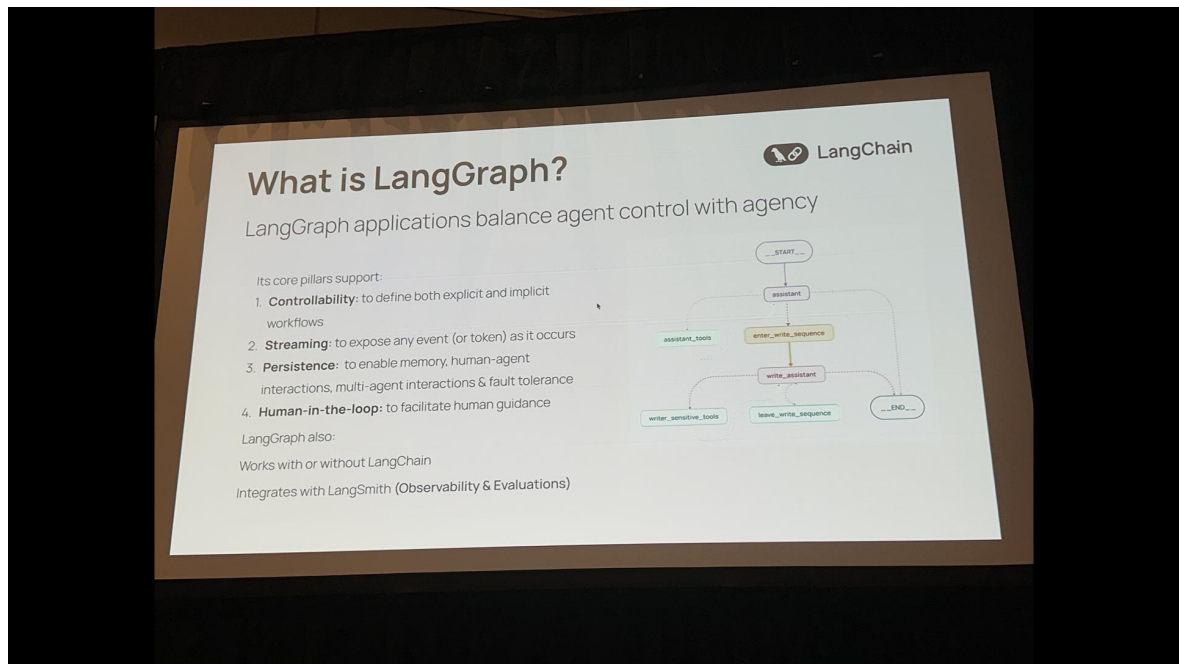 What is LangGraph?
LangChain
LangGraph applications balance agent control with agency
Its core pillars support:
1. Controllability: to define both explicit and implicit
workflows
2. Streaming: to expose any event (or token) as it occurs
3. Persistence: to enable memory, human-agent
interactions, multi-agent interactions & fault tolerance
4. Human-in-the-loop: to facilitate human guidance
LangGraph also:
Works with or without LangChain
Integrates with LangSmith (Observability & Evaluations)
__START__
assistant
assistant_tools
enter_write_sequence
write_assistant
writer_sensitive_tools
leave_write_sequence
__END__